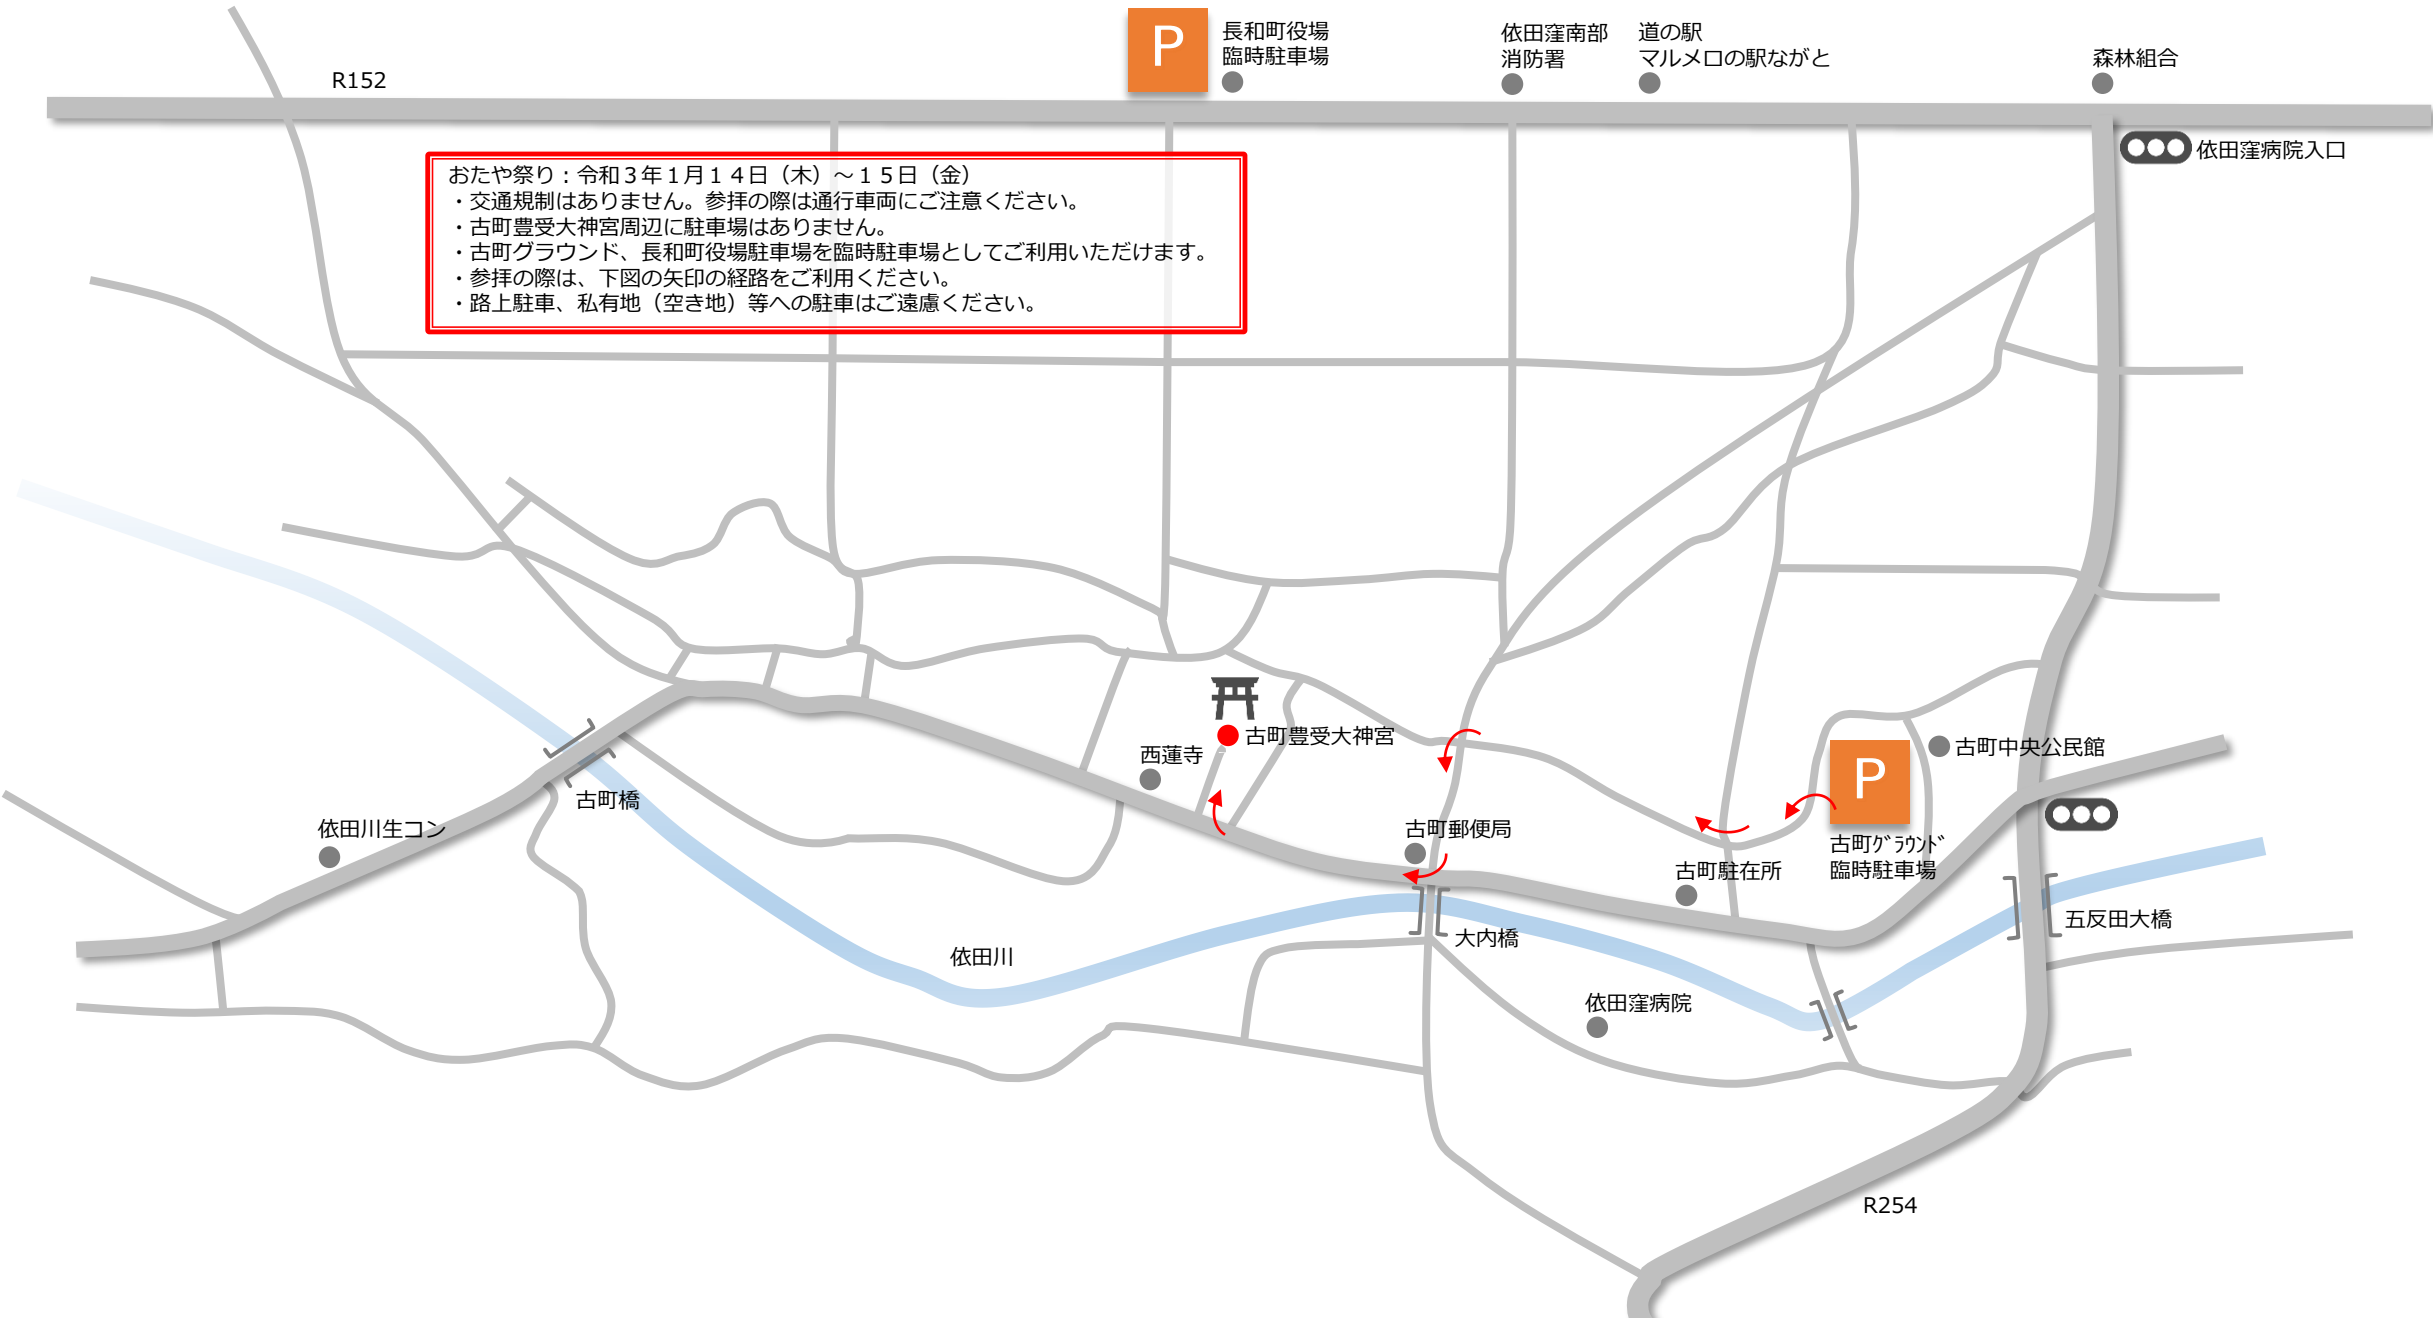 P
長和町役場
臨時駐車場
依田窪南部
消防署
道の駅
マルメロの駅ながと
森林組合
R152
依田窪病院入口
おたや祭り：令和３年１月１４日（木）～１５日（金）
・交通規制はありません。参拝の際は通行車両にご注意ください。
・古町豊受大神宮周辺に駐車場はありません。
・古町グラウンド、長和町役場駐車場を臨時駐車場としてご利用いただけます。
・参拝の際は、下図の矢印の経路をご利用ください。
・路上駐車、私有地（空き地）等への駐車はご遠慮ください。
古町豊受大神宮
西蓮寺
古町中央公民館
P
古町橋
依田川生コン
古町郵便局
古町ｸﾞﾗｳﾝﾄﾞ
臨時駐車場
古町駐在所
五反田大橋
大内橋
依田川
依田窪病院
R254